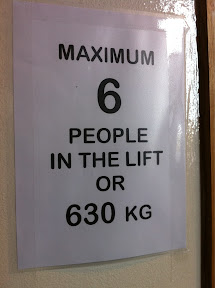 MAXIMUM
6
PEOPLE
IN THE LIFT
OR
630 KG